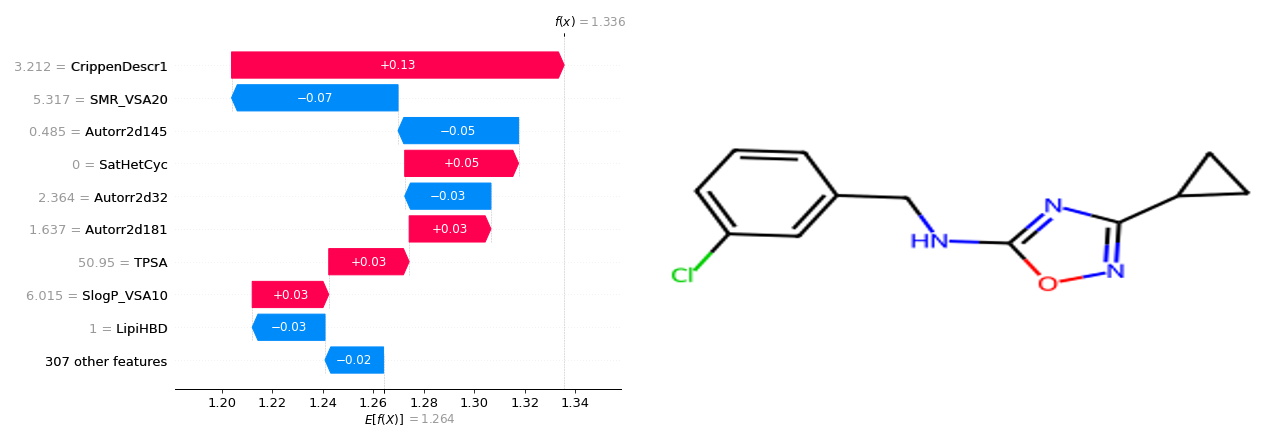 f(x) = 1.336
3.212 = CrippenDescr1
+0.13
5.317 = SMR_VSA20
−0.07
0.485 = Autorr2d145
−0.05
0 = SatHetCyc
+0.05
2.364 = Autorr2d32
−0.03
1.637 = Autorr2d181
+0.03
50.95 = TPSA
+0.03
6.015 = SlogP_VSA10
+0.03
1 = LipiHBD
−0.03
307 other features
−0.02
1.20 1.22 1.24 1.26 1.28 1.30 1.32 1.34
E[f(X)] = 1.264
N
HN
N
Cl
O